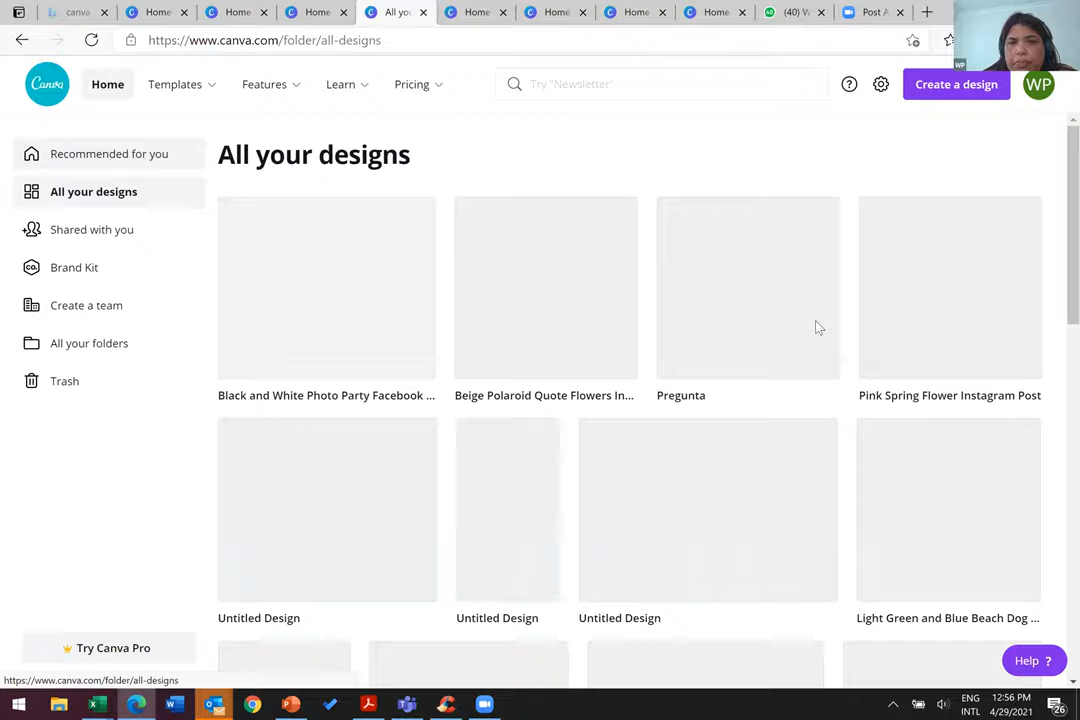 canva
Home
Home
Home
All you
Home
Home
Home
Home
(40) V
Post A
https://www.canva.com/folder/all-designs
WP
Canva
Home
Templates
Features
Learn
Pricing
Try "Newsletter"
?
Create a design
WP
Recommended for you
All your designs
Shared with you
CO.
Brand Kit
Create a team
All your folders
Trash
All your designs
Black and White Photo Party Facebook ...
Beige Polaroid Quote Flowers In...
Pregunta
Pink Spring Flower Instagram Post
Untitled Design
Untitled Design
Untitled Design
Light Green and Blue Beach Dog ...
Try Canva Pro
Help ?
https://www.canva.com/folder/all-designs
ENG
INTL
12:56 PM
4/29/2021
26